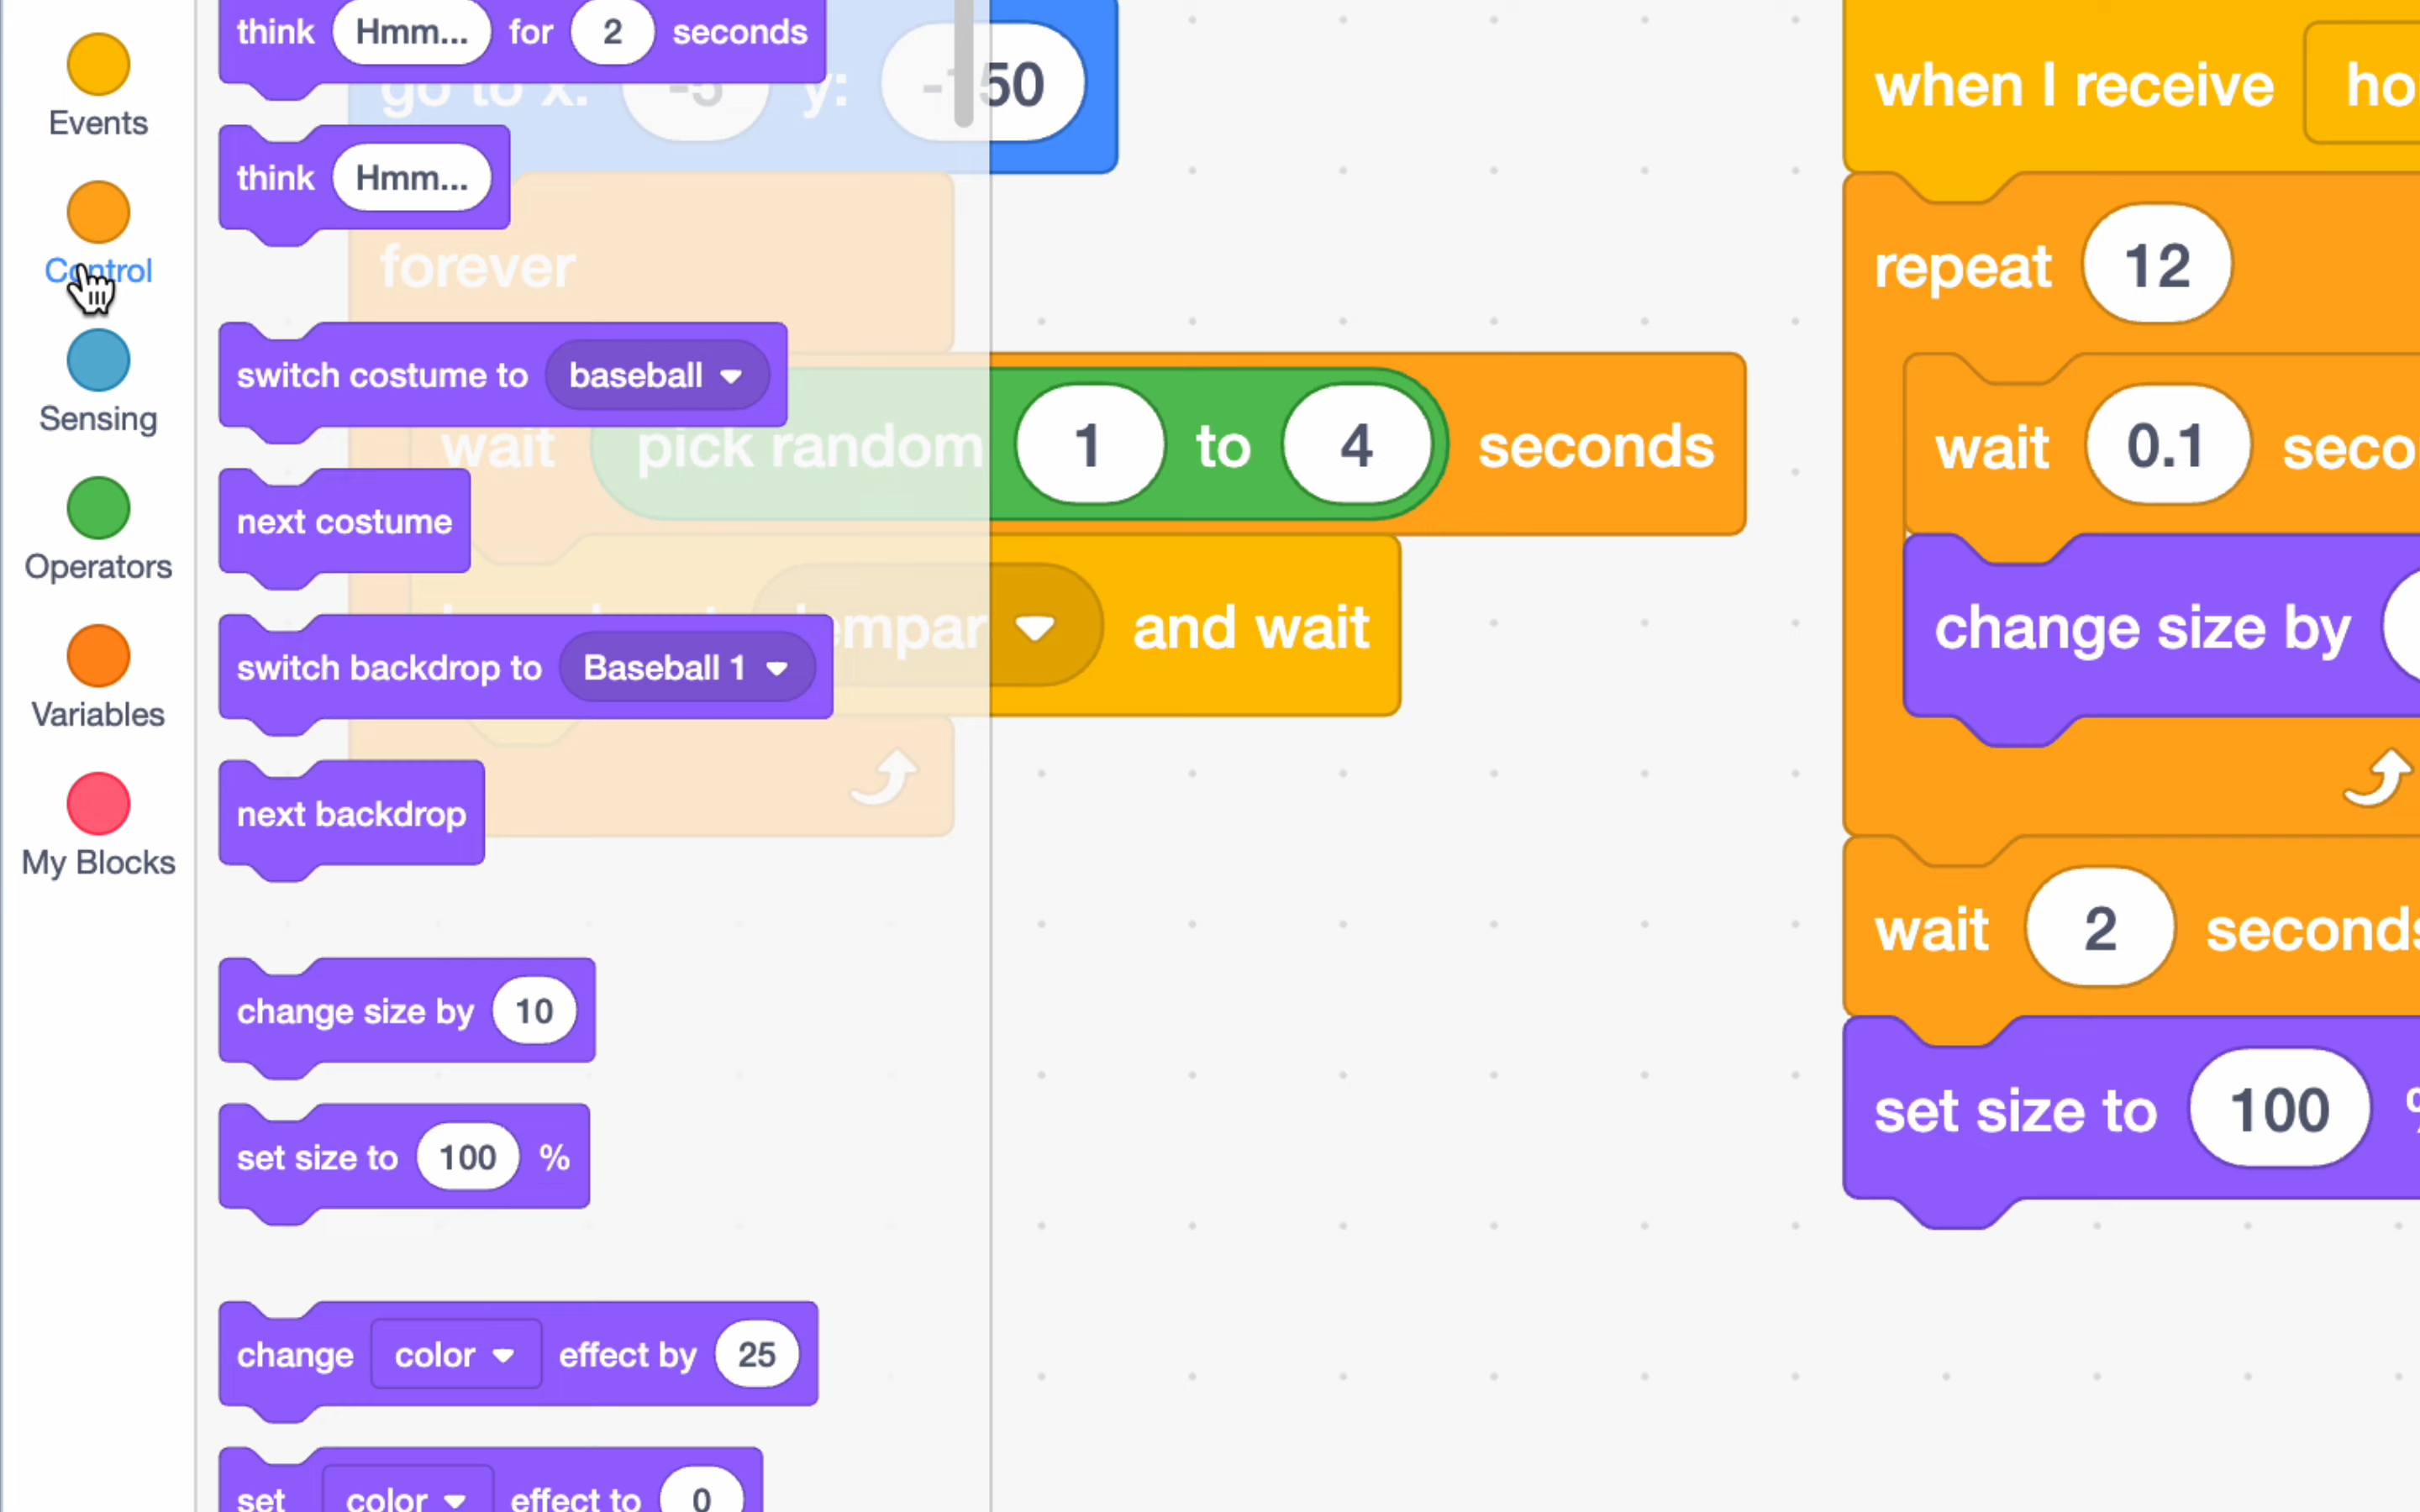 Events
Control
Sensing
Operators
Variables
My Blocks
think Hmm... for 2 seconds
think Hmm...
switch costume to baseball
next costume
switch backdrop to Baseball 1
next backdrop
change size by 10
set size to 100 %
change color effect by 25
set color effect to 0
go to x: -5 y: -150
forever
wait pick random 1 to 4 seconds
and wait
when I receive
repeat 12
wait 0.1
change size by
wait 2 seconds
set size to 100 %